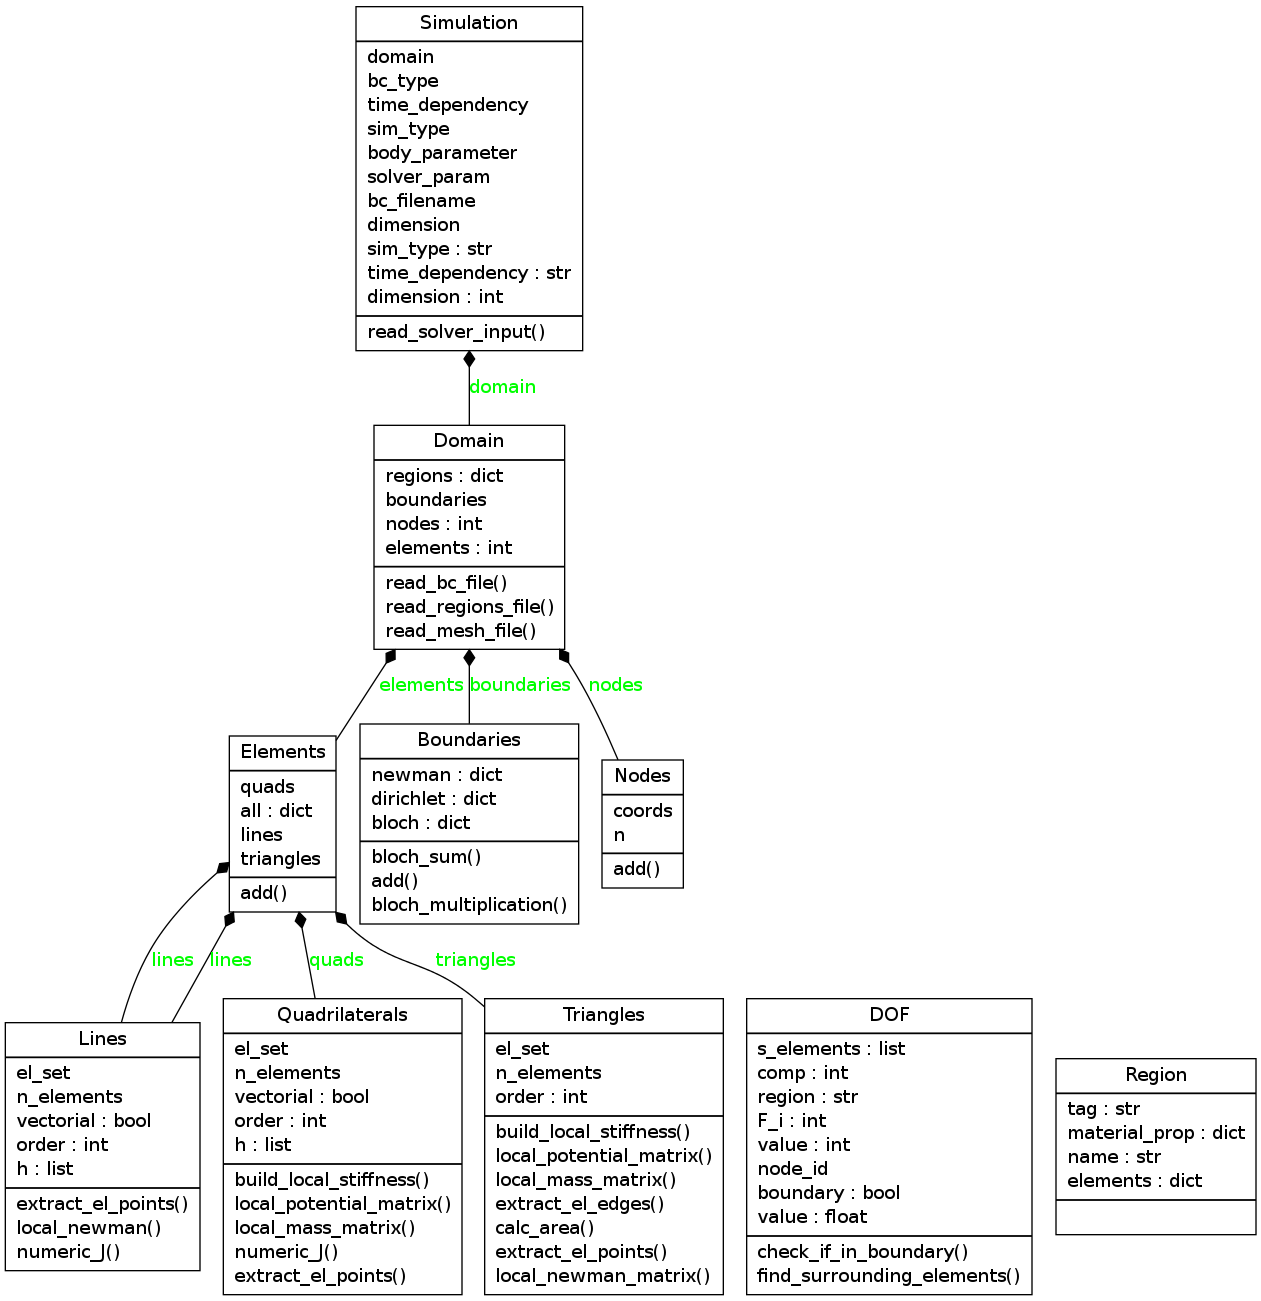 Simulation
domain
bc_type
time_dependency
sim_type
body_parameter
solver_param
bc_filename
dimension
sim_type : str
time_dependency : str
dimension : int
read_solver_input()
domain
Domain
regions : dict
boundaries
nodes : int
elements : int
read_bc_file()
read_regions_file()
read_mesh_file()
elements
boundaries
nodes
Elements
quads
all : dict
lines
triangles
add()
Boundaries
newman : dict
dirichlet : dict
bloch : dict
bloch_sum()
add()
bloch_multiplication()
Nodes
coords
n
add()
lines
lines
quads
triangles
Lines
el_set
n_elements
vectorial : bool
order : int
h : list
extract_el_points()
local_newman()
numeric_J()
Quadrilaterals
el_set
n_elements
vectorial : bool
order : int
h : list
build_local_stiffness()
local_potential_matrix()
local_mass_matrix()
numeric_J()
extract_el_points()
Triangles
el_set
n_elements
order : int
build_local_stiffness()
local_potential_matrix()
local_mass_matrix()
extract_el_edges()
calc_area()
extract_el_points()
local_newman_matrix()
DOF
s_elements : list
comp : int
region : str
F_i : int
value : int
node_id
boundary : bool
value : float
check_if_in_boundary()
find_surrounding_elements()
Region
tag : str
material_prop : dict
name : str
elements : dict